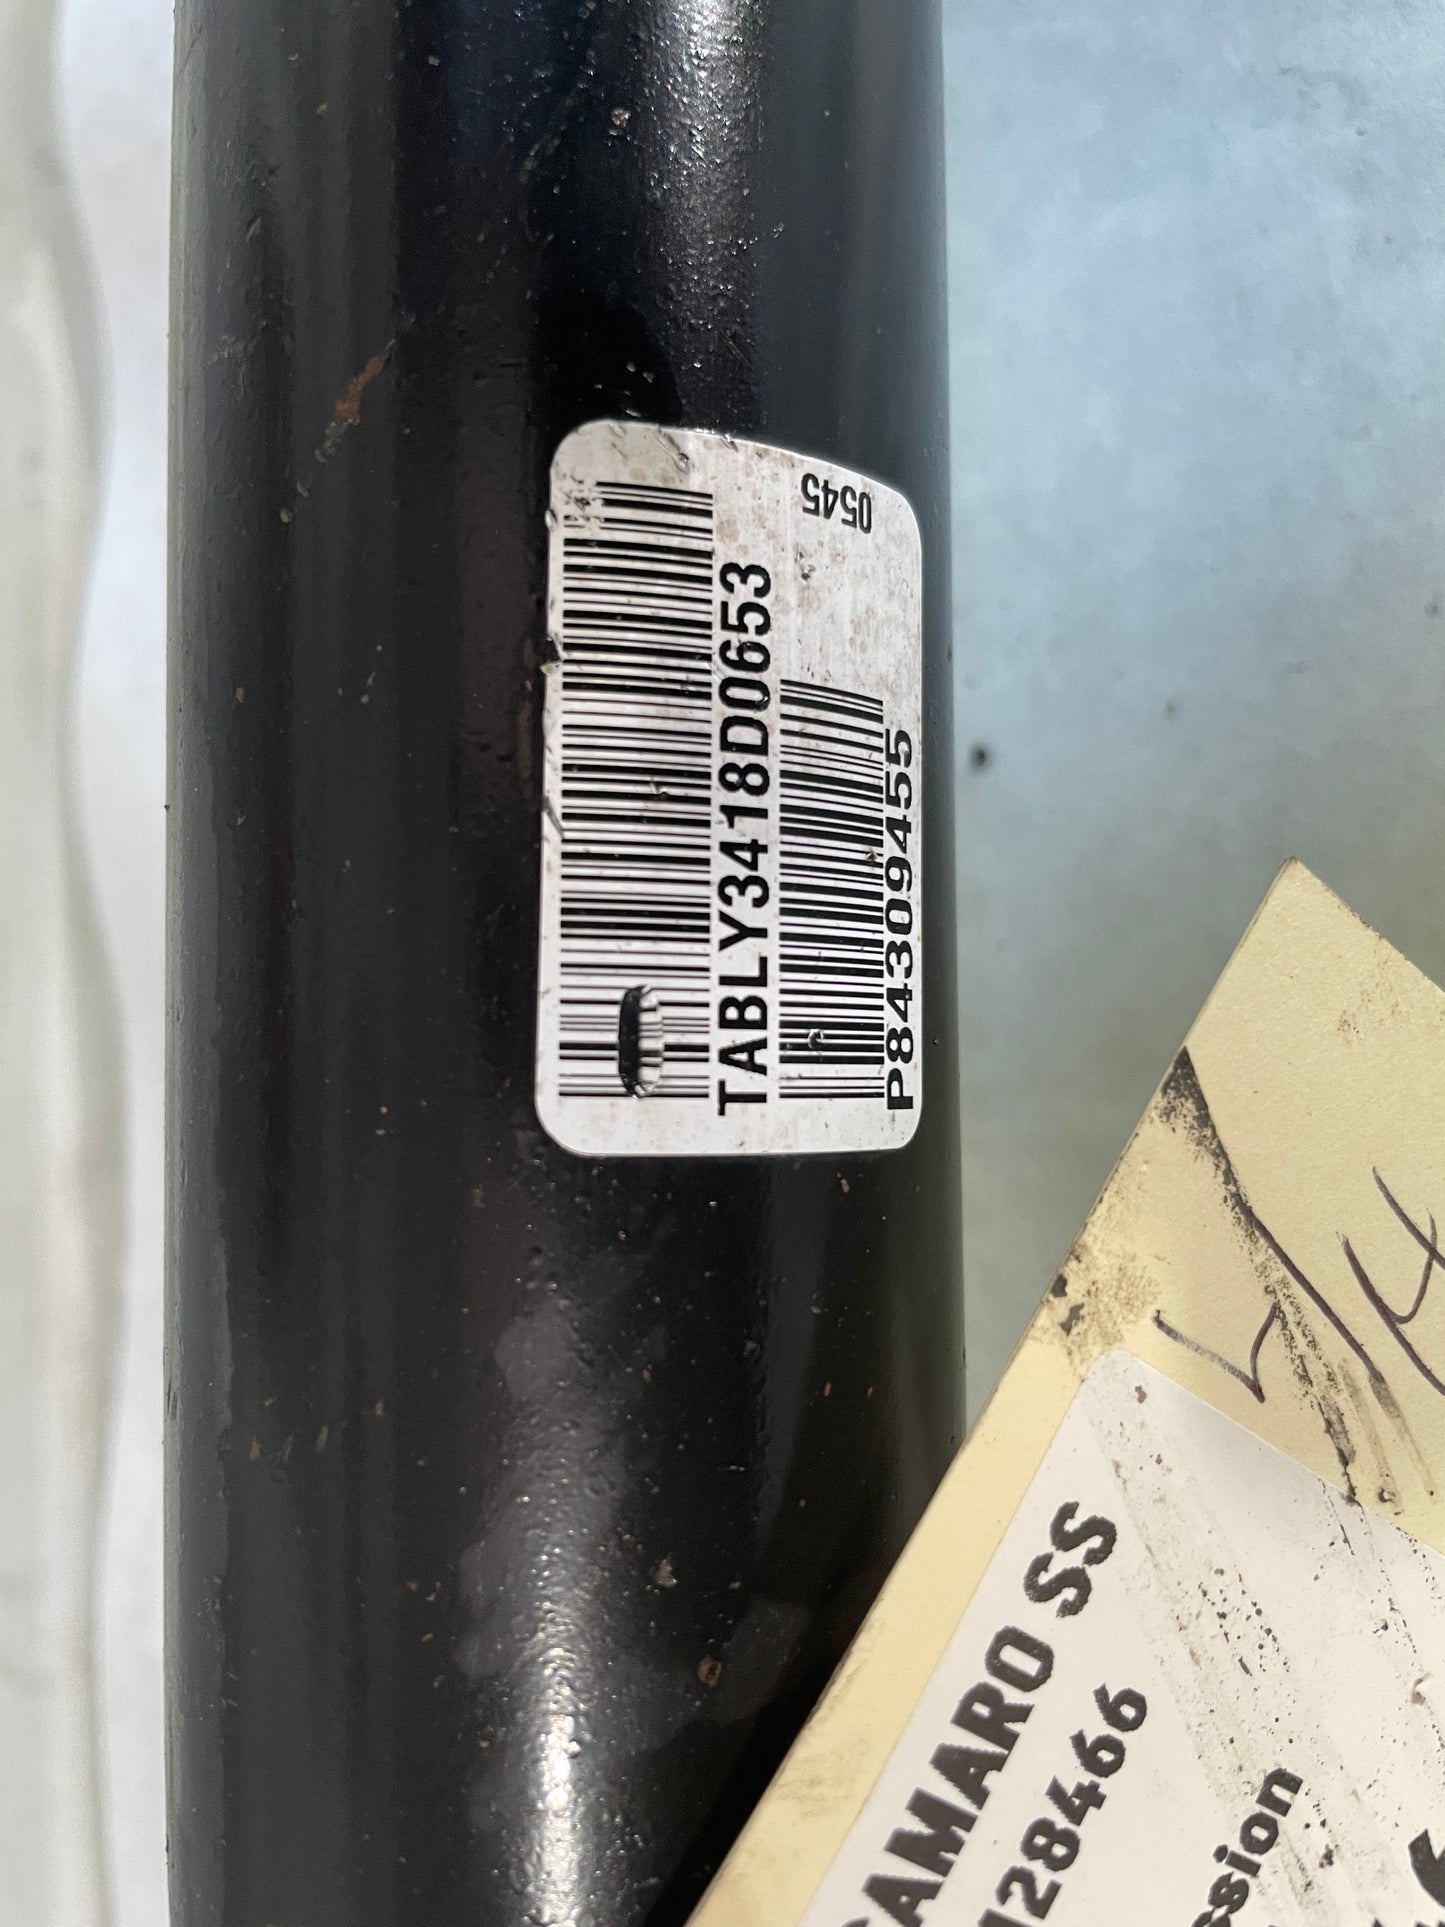 0545
TABLY3418D0653
P84309455
L/H
CAMARO SS
128466
ssion